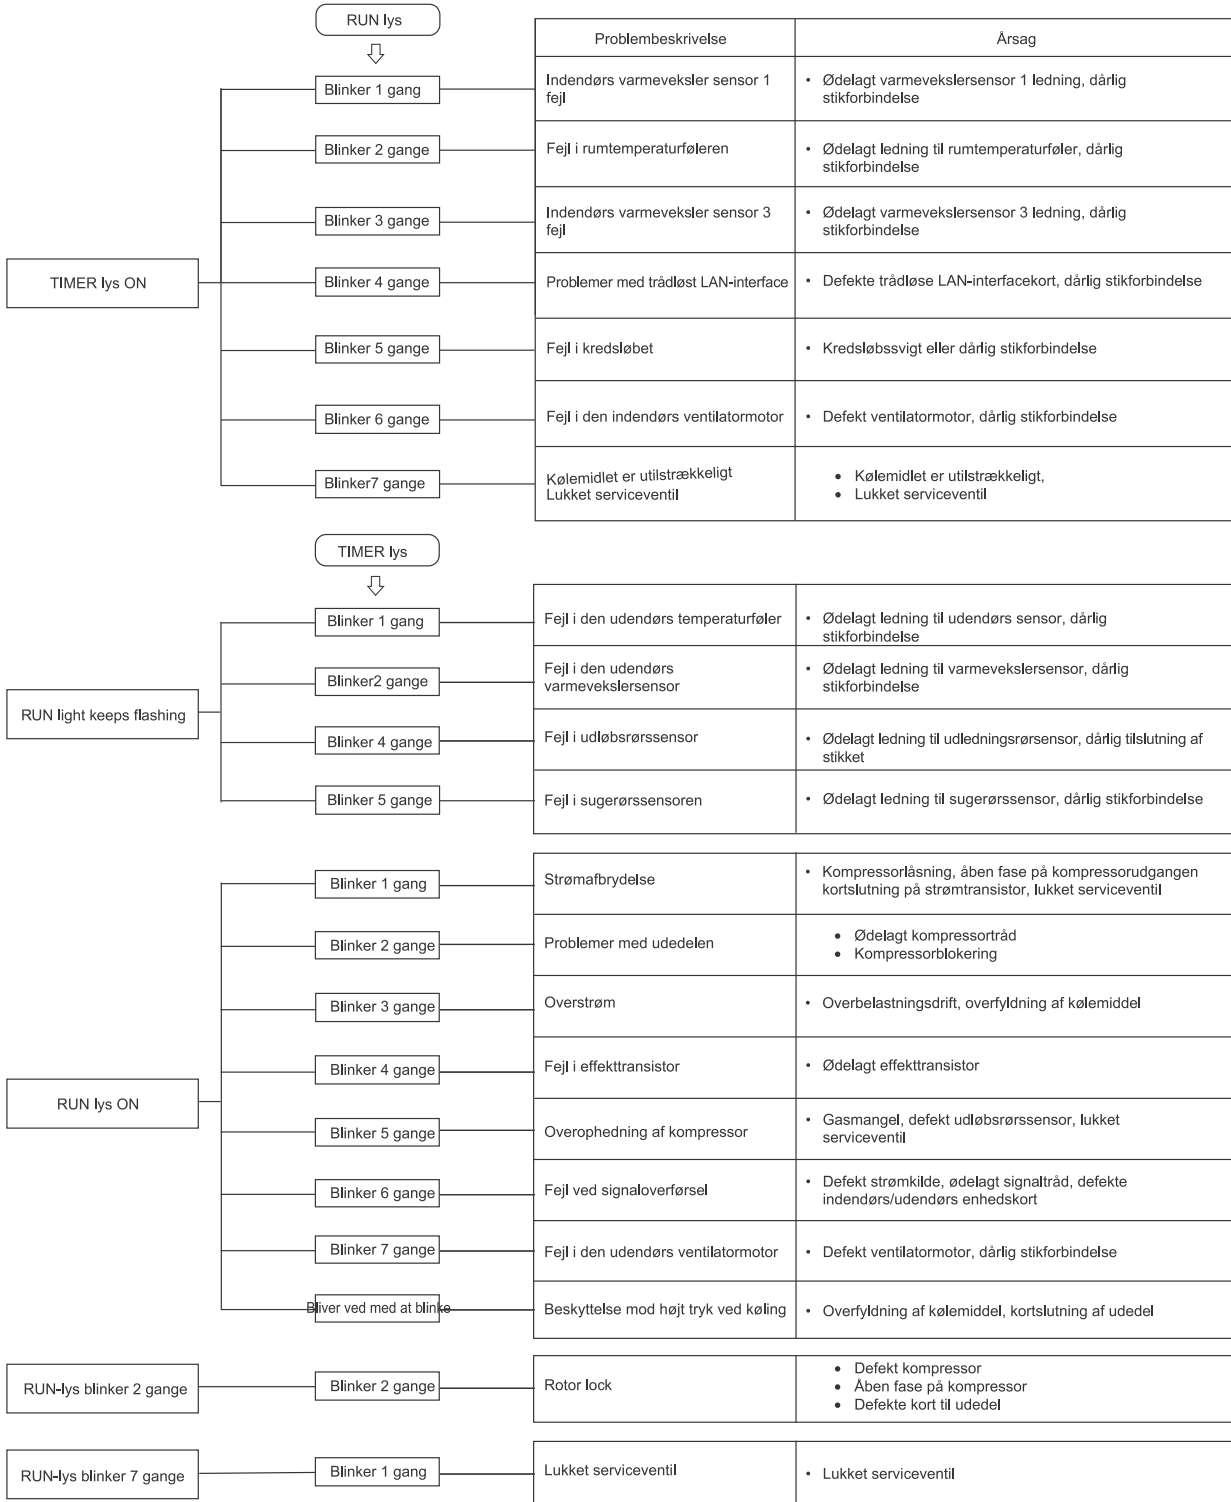 RUN lys
Problembeskrivelse
Årsag
TIMER lys ON
Blinker 1 gang
Indendørs varmeveksler sensor 1
fejl
• Ødelagt varmevekslersensor 1 ledning, dårlig
stikforbindelse
Blinker 2 gange
Fejl i rumtemperaturføleren
• Ødelagt ledning til rumtemperaturføler, dårlig
stikforbindelse
Blinker 3 gange
Indendørs varmeveksler sensor 3
fejl
• Ødelagt varmevekslersensor 3 ledning, dårlig
stikforbindelse
Blinker 4 gange
Problemer med trådløst LAN-interface
• Defekte trådløse LAN-interfacekort, dårlig stikforbindelse
Blinker 5 gange
Fejl i kredsløbet
• Kredsløbssvigt eller dårlig stikforbindelse
Blinker 6 gange
Fejl i den indendørs ventilatormotor
• Defekt ventilatormotor, dårlig stikforbindelse
Blinker7 gange
Kølemidlet er utilstrækkeligt
Lukket serviceventil
• Kølemidlet er utilstrækkeligt,
• Lukket serviceventil
TIMER lys
RUN light keeps flashing
Blinker 1 gang
Fejl i den udendørs temperaturføler
• Ødelagt ledning til udendørs sensor, dårlig
stikforbindelse
Blinker2 gange
Fejl i den udendørs
varmevekslersensor
• Ødelagt ledning til varmevekslersensor, dårlig
stikforbindelse
Blinker 4 gange
Fejl i udløbsrørssensor
• Ødelagt ledning til udledningsrørsensor, dårlig tilslutning af
stikket
Blinker 5 gange
Fejl i sugerørssensoren
• Ødelagt ledning til sugerørssensor, dårlig stikforbindelse
RUN lys ON
Blinker 1 gang
Strømafbrydelse
• Kompressorlåsning, åben fase på kompressorudgangen
kortslutning på strømtransistor, lukket serviceventil
Blinker 2 gange
Problemer med udedelen
• Ødelagt kompressortråd
• Kompressorblokering
Blinker 3 gange
Overstrøm
• Overbelastningsdrift, overfyldning af kølemiddel
Blinker 4 gange
Fejl i effekttransistor
• Ødelagt effekttransistor
Blinker 5 gange
Overophedning af kompressor
• Gasmangel, defekt udløbsrørssensor, lukket
serviceventil
Blinker 6 gange
Fejl ved signaloverførsel
• Defekt strømkilde, ødelagt signaltråd, defekte
indendørs/udendørs enhedskort
Blinker 7 gange
Fejl i den udendørs ventilatormotor
• Defekt ventilatormotor, dårlig stikforbindelse
Bliver ved med at blinke
Beskyttelse mod højt tryk ved køling
• Overfyldning af kølemiddel, kortslutning af udedel
RUN-lys blinker 2 gange
Blinker 2 gange
Rotor lock
• Defekt kompressor
• Åben fase på kompressor
• Defekte kort til udedel
RUN-lys blinker 7 gange
Blinker 1 gang
Lukket serviceventil
• Lukket serviceventil